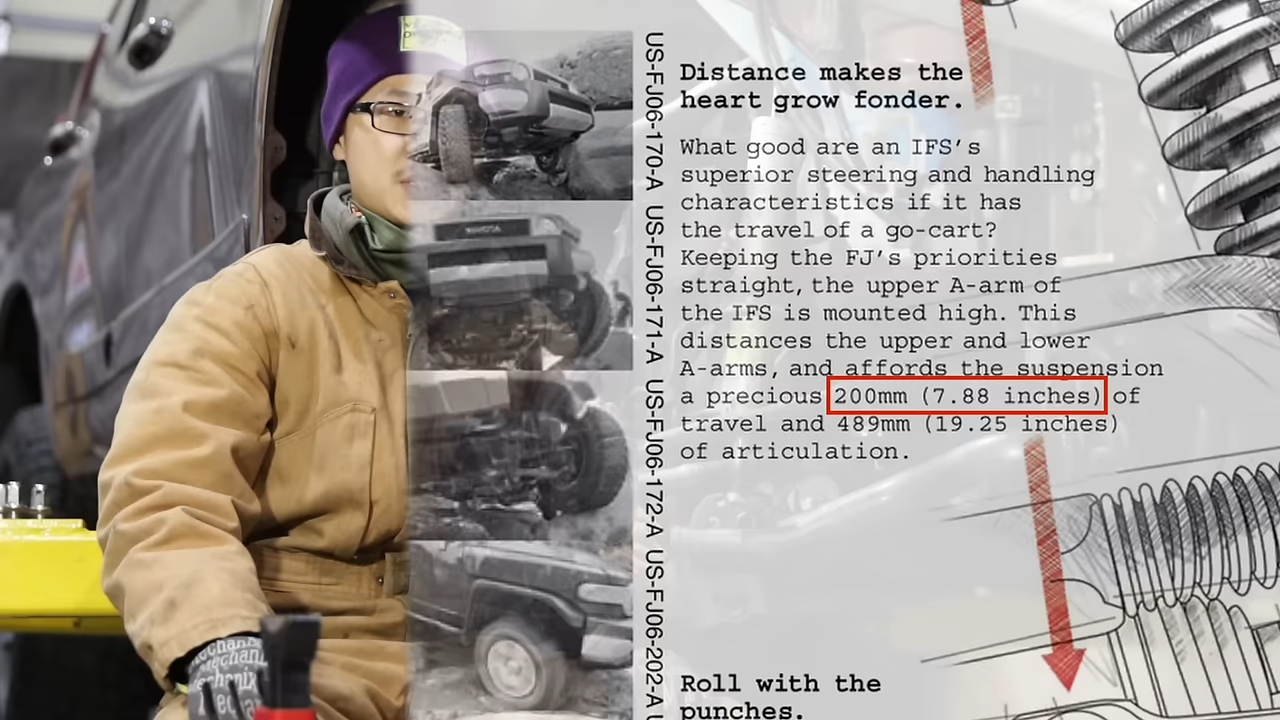 US-FJ06-170-A US-FJ06-171-A US-FJ06-172-A US-FJ06-202-A
Distance makes the
heart grow fonder.
What good are an IFS's
superior steering and handling
characteristics if it has
the travel of a go-cart?
Keeping the FJ's priorities
straight, the upper A-arm of
the IFS is mounted high. This
distances the upper and lower
A-arms, and affords the suspension
a precious 200mm (7.88 inches) of
travel and 489mm (19.25 inches)
of articulation.
Roll with the
punches.
TOYOTA
Mechanix